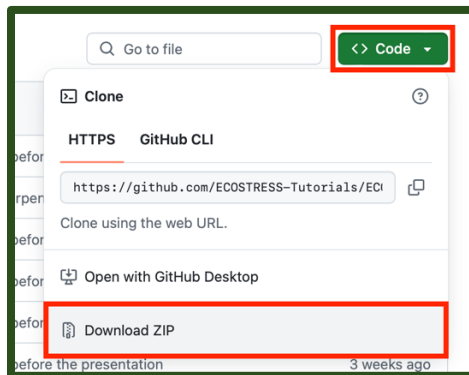 Go to file
<> Code
Clone
HTTPS GitHub CLI
https://github.com/ECOSTRESS-Tutorials/EC
Clone using the web URL.
Open with GitHub Desktop
Download ZIP
before the presentation 3 weeks ago